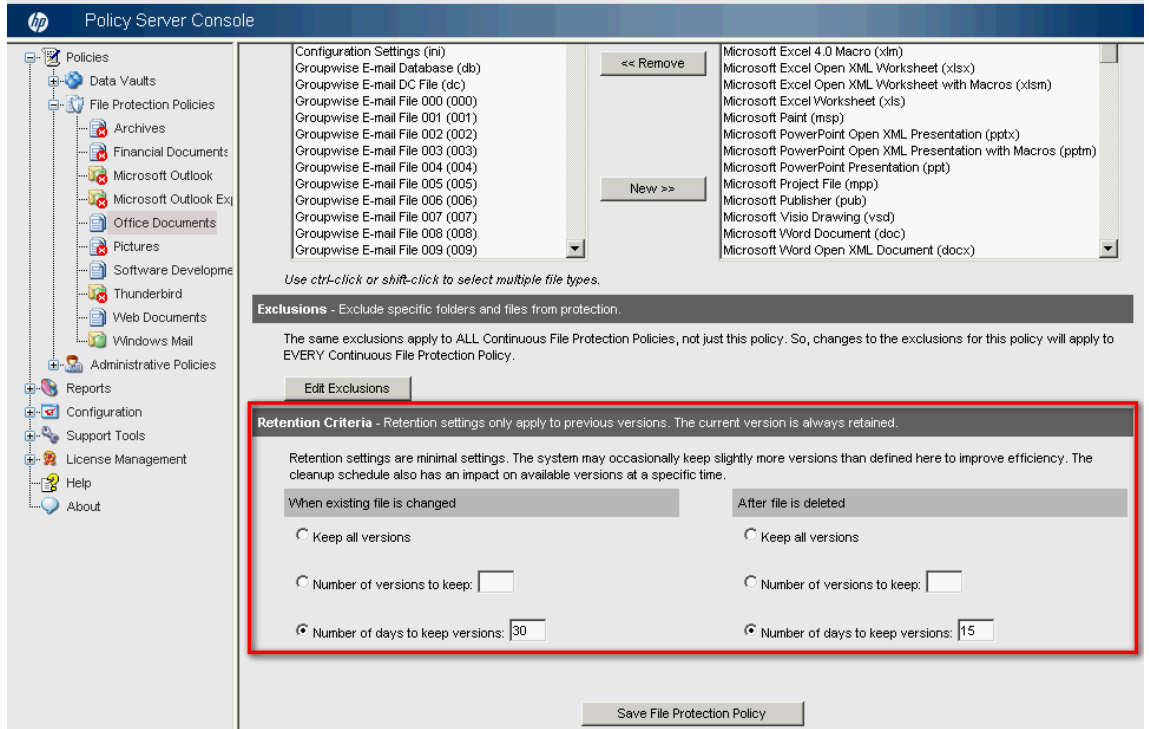 hp Policy Server Console
Policies
Data Vaults
File Protection Policies
Archives
Financial Documents
Microsoft Outlook
Microsoft Outlook Exp
Office Documents
Pictures
Software Developme
Thunderbird
Web Documents
Windows Mail
Administrative Policies
Reports
Configuration
Support Tools
License Management
Help
About
Configuration Settings (ini)
Groupwise E-mail Database (db)
Groupwise E-mail DC File (dc)
Groupwise E-mail File 000 (000)
Groupwise E-mail File 001 (001)
Groupwise E-mail File 002 (002)
Groupwise E-mail File 003 (003)
Groupwise E-mail File 004 (004)
Groupwise E-mail File 005 (005)
Groupwise E-mail File 006 (006)
Groupwise E-mail File 007 (007)
Groupwise E-mail File 008 (008)
Groupwise E-mail File 009 (009)
<< Remove
New >>
Microsoft Excel 4.0 Macro (xlm)
Microsoft Excel Open XML Worksheet (xlsx)
Microsoft Excel Open XML Worksheet with Macros (xlsm)
Microsoft Excel Worksheet (xls)
Microsoft Paint (msp)
Microsoft PowerPoint Open XML Presentation (pptx)
Microsoft PowerPoint Open XML Presentation with Macros (pptm)
Microsoft PowerPoint Presentation (ppt)
Microsoft Project File (mpp)
Microsoft Publisher (pub)
Microsoft Visio Drawing (vsd)
Microsoft Word Document (doc)
Microsoft Word Open XML Document (docx)
Use ctrl-click or shift-click to select multiple file types.
Exclusions - Exclude specific folders and files from protection.
The same exclusions apply to ALL Continuous File Protection Policies, not just this policy. So, changes to the exclusions for this policy will apply to
EVERY Continuous File Protection Policy.
Edit Exclusions
Retention Criteria - Retention settings only apply to previous versions. The current version is always retained.
Retention settings are minimal settings. The system may occasionally keep slightly more versions than defined here to improve efficiency. The
cleanup schedule also has an impact on available versions at a specific time.
When existing file is changed
Keep all versions
Number of versions to keep:
Number of days to keep versions: 30
After file is deleted
Keep all versions
Number of versions to keep:
Number of days to keep versions: 15
Save File Protection Policy